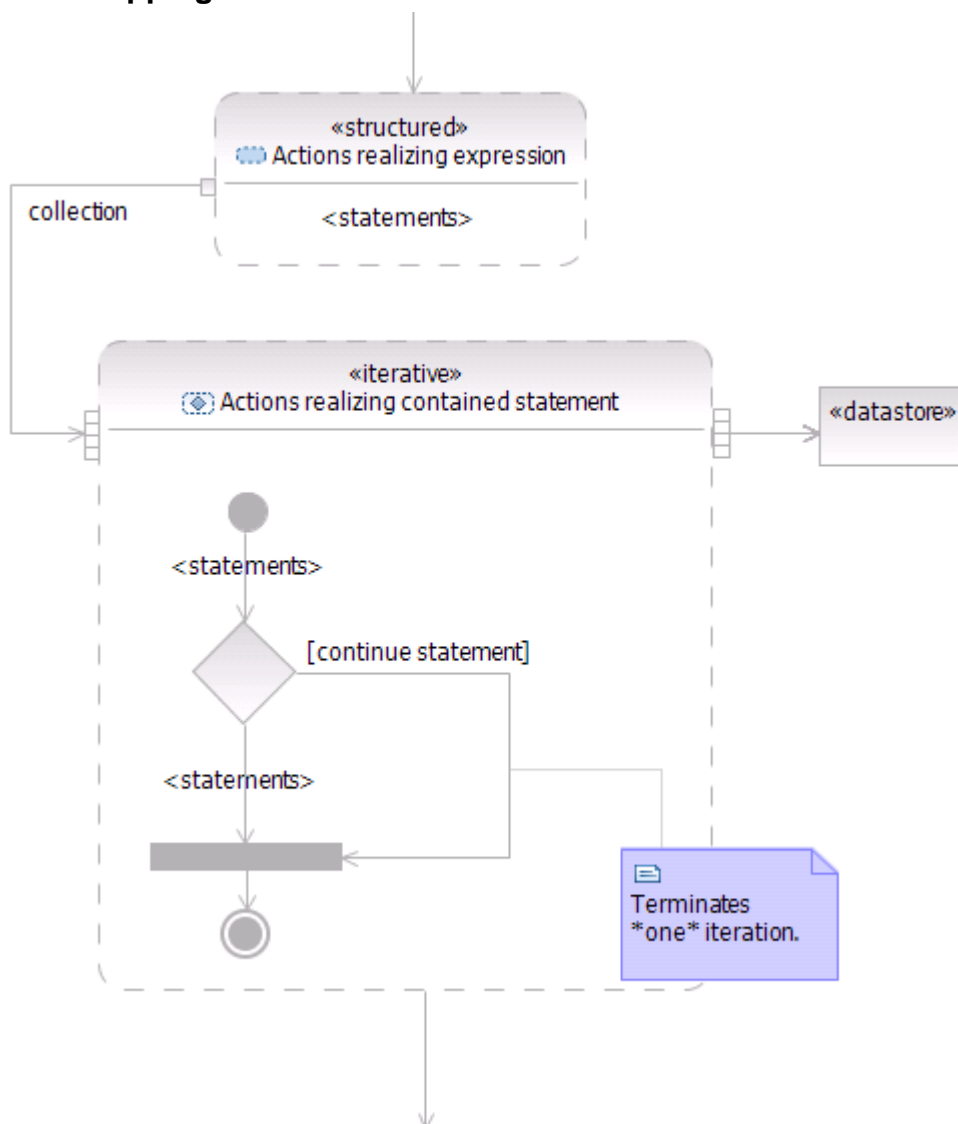 «structured»
Actions realizing expression
collection
<statements>
«iterative»
Actions realizing contained statement
«datastore»
<statements>
[continue statement]
<statements>
Terminates
*one* iteration.